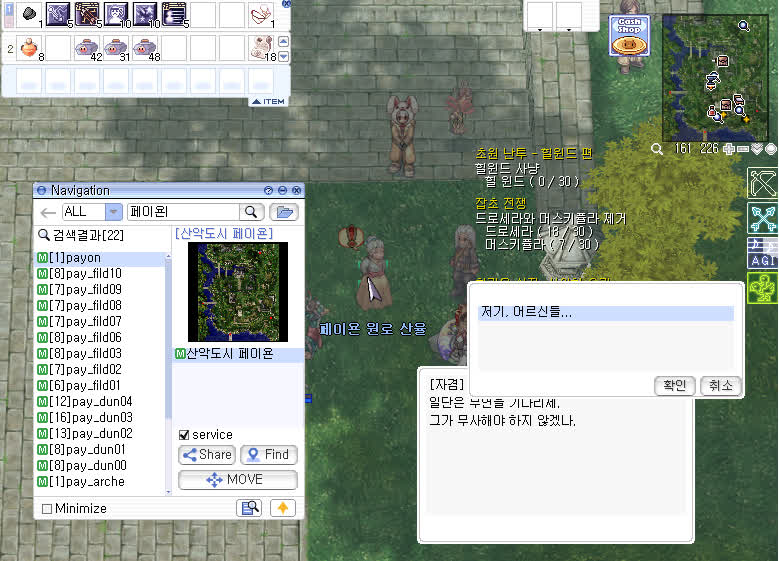 1
5
5
10
10
5
1
2
8
42
31
48
18
ITEM
Cash
Shop
161 226
AGI
초원 난투 - 힐윈드 편
힐윈드 사냥
힐 윈드 ( 0 / 30 )
잡초 전쟁
드로세라와 머스키퓰라 제거
드로세라 ( 18 / 30 )
머스키퓰라 ( 7 / 30 )
Navigation
ALL
페이욘
검색결과[22]
[산악도시 페이욘]
[1]payon
[8]pay_fild10
[7]pay_fild09
[7]pay_fild08
[7]pay_fild07
[8]pay_fild06
[8]pay_fild03
[7]pay_fild02
[6]pay_fild01
[12]pay_dun04
[16]pay_dun03
[13]pay_dun02
[8]pay_dun01
[8]pay_dun00
[1]pay_arche
산악도시 페이욘
service
Share
Find
MOVE
Minimize
페이욘 원로 산율
저기, 어르신들...
확인
취소
[자겸]
일단은 무연을 기다리세.
그가 무사해야 하지 않겠나.